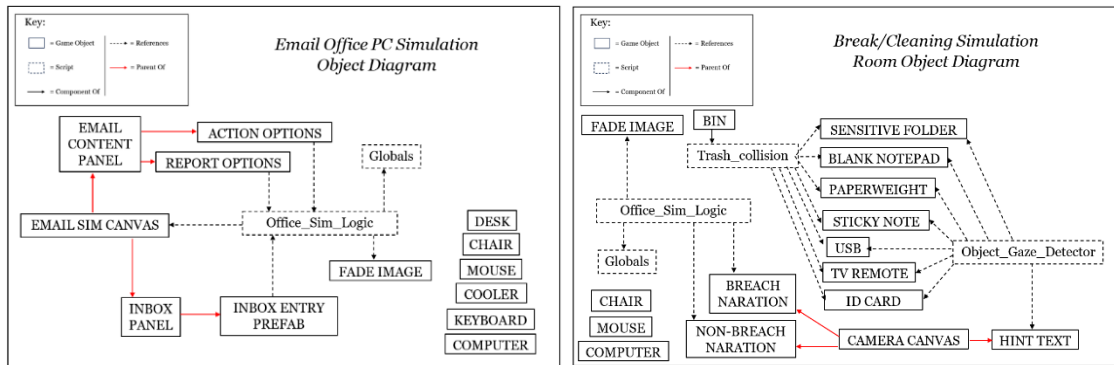 Key:
= Game Object
= References
= Script
= Parent Of
= Component Of
Email Office PC Simulation
Object Diagram
EMAIL
CONTENT
PANEL
ACTION OPTIONS
REPORT OPTIONS
Globals
EMAIL SIM CANVAS
Office_Sim_Logic
FADE IMAGE
INBOX
PANEL
INBOX ENTRY
PREFAB
DESK
CHAIR
MOUSE
COOLER
KEYBOARD
COMPUTER
Key:
= Game Object
= References
= Script
= Parent Of
= Component Of
Break/Cleaning Simulation
Room Object Diagram
FADE IMAGE
BIN
Trash_collision
SENSITIVE FOLDER
BLANK NOTEPAD
PAPERWEIGHT
STICKY NOTE
USB
TV REMOTE
ID CARD
Office_Sim_Logic
Object_Gaze_Detector
Globals
BREACH
NARATION
NON-BREACH
NARATION
CAMERA CANVAS
HINT TEXT
CHAIR
MOUSE
COMPUTER